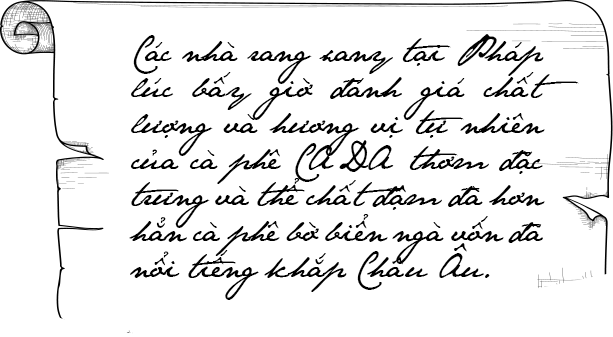 Các nhà rang xang tại Pháp
lúc bấy giờ đánh giá chất
lượng và hương vị tự nhiên
của cà phê CADA thơm đặc
trưng và thể chất đậm đà hơn
hẳn cà phê bờ biển ngà vốn đã
nổi tiếng khắp Châu Âu.